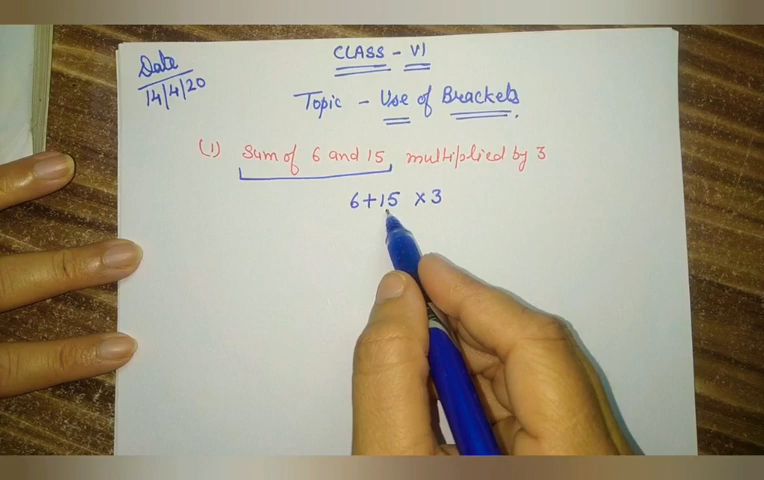 Date
14/4/20
CLASS - VI
Topic - Use of Brackets.
(1) Sum of 6 and 15 multiplied by 3
6+15 x 3